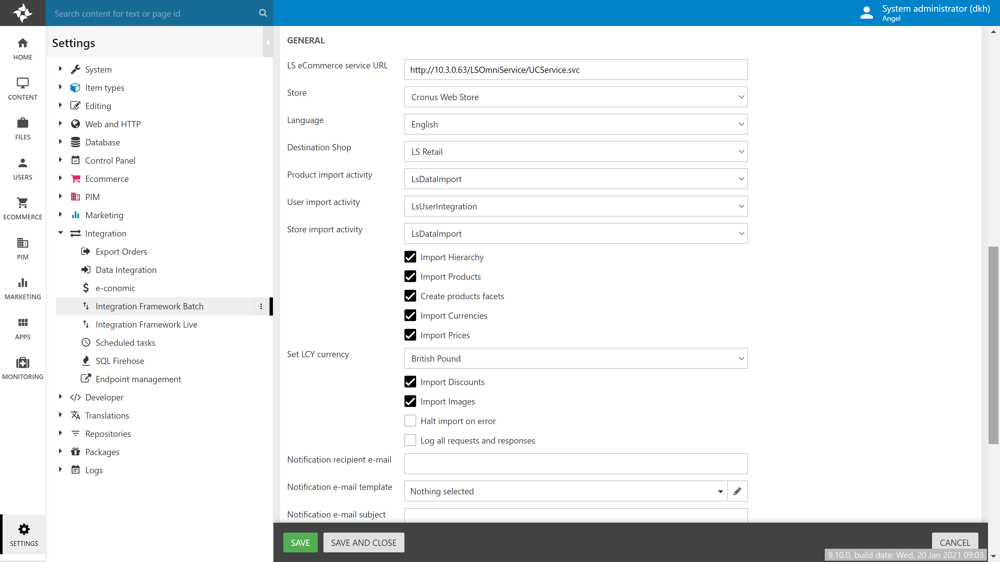 Search content for text or page id
System administrator (dkh)
Angel
HOME
CONTENT
FILES
USERS
ECOMMERCE
PIM
MARKETING
APPS
MONITORING
SETTINGS
Settings
System
Item types
Editing
Web and HTTP
Database
Control Panel
Ecommerce
PIM
Marketing
Integration
Export Orders
Data Integration
e-conomic
Integration Framework Batch
Integration Framework Live
Scheduled tasks
SQL Firehose
Endpoint management
Developer
Translations
Repositories
Packages
Logs
GENERAL
LS eCommerce service URL http://10.3.0.63/LSOmniService/UCService.svc
Store Cronus Web Store
Language English
Destination Shop LS Retail
Product import activity LsDataImport
User import activity LsUserIntegration
Store import activity LsDataImport
Import Hierarchy
Import Products
Create products facets
Import Currencies
Import Prices
Set LCY currency British Pound
Import Discounts
Import Images
Halt import on error
Log all requests and responses
Notification recipient e-mail
Notification e-mail template Nothing selected
Notification e-mail subject
SAVE SAVE AND CLOSE CANCEL
9.10.0, build date: Wed, 20 Jan 2021 09:03